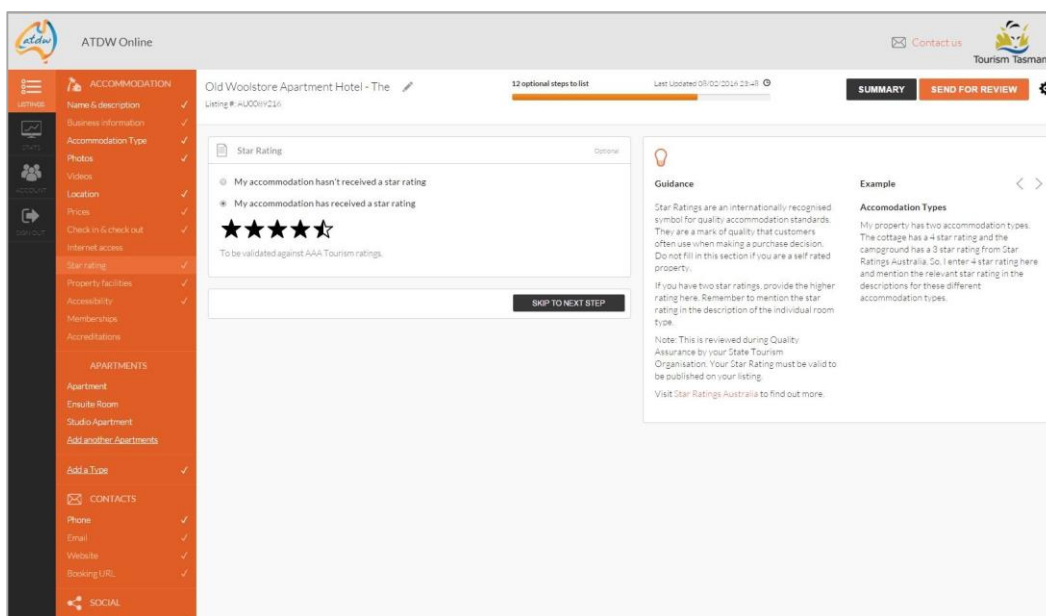 atdw
ATDW Online
Contact us
Tourism Tasman
LISTINGS
STATS
ACCOUNT
SIGN OUT
ACCOMMODATION
Name & description
Business information
Accommodation Type
Photos
Videos
Location
Prices
Check in & check out
Internet access
Star rating
Property facilities
Accessibility
Memberships
Accreditations
APARTMENTS
Apartment
Ensuite Room
Studio Apartment
Add another Apartments
Add a Type
CONTACTS
Phone
Email
Website
Booking URL
SOCIAL
Old Woolstore Apartment Hotel - The
12 optional steps to list
Last Updated 09/02/2016 23:48
SUMMARY
SEND FOR REVIEW
Star Rating
Optional
My accommodation hasn't received a star rating
My accommodation has received a star rating
To be validated against AAA Tourism ratings.
SKIP TO NEXT STEP
Guidance
Star Ratings are an internationally recognised
symbol for quality accommodation standards.
They are a mark of quality that customers
often use when making a purchase decision.
Do not fill in this section if you are a self rated
property.
If you have two star ratings, provide the higher
rating here. Remember to mention the star
rating in the description of the individual room
type.
Note: This is reviewed during Quality
Assurance by your State Tourism
Organisation. Your Star Rating must be valid to
be published on your listing.
Visit Star Ratings Australia to find out more.
Example
Accomodation Types
My property has two accommodation types.
The cottage has a 4 star rating and the
campground has a 3 star rating from Star
Ratings Australia. So, I enter 4 star rating here
and mention the relevant star rating in the
descriptions for these different
accommodation types.